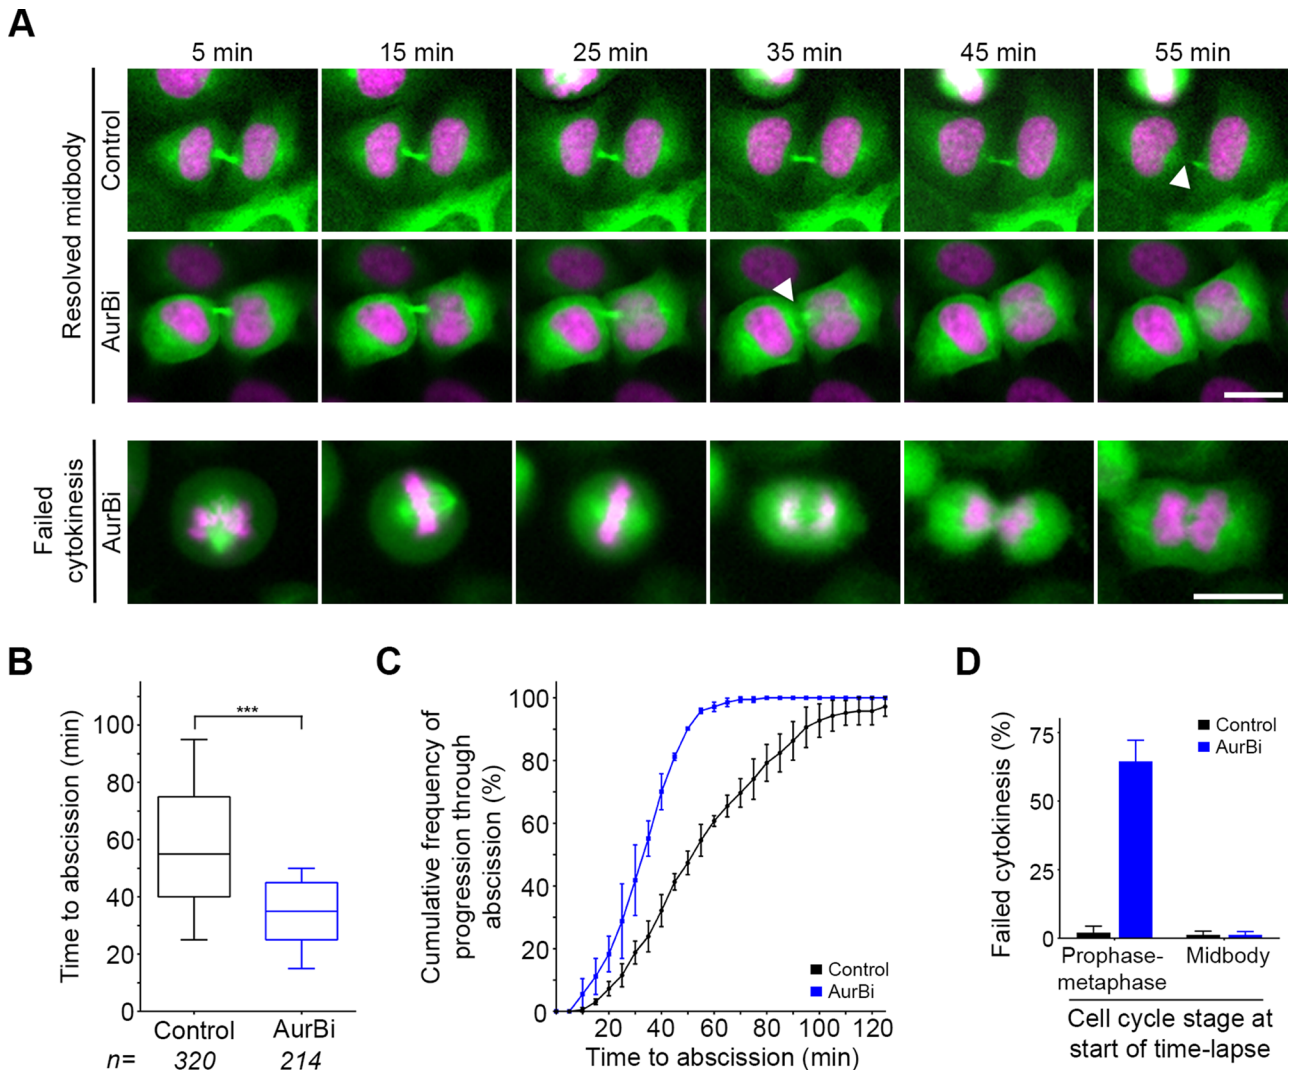 A
5 min 15 min 25 min 35 min 45 min 55 min
Resolved midbody
Control
AurBi
Failed
cytokinesis
AurBi
B
Time to abscission (min)
100
80
60
40
20
0
***
Control AurBi
n= 320 214
C
Cumulative frequency of
progression through
abscission (%)
100
80
60
40
20
0
Control
AurBi
20 40 60 80 100 120
Time to abscission (min)
D
Failed cytokinesis (%)
75
50
25
0
Control
AurBi
Prophase-
metaphase
Midbody
Cell cycle stage at
start of time-lapse